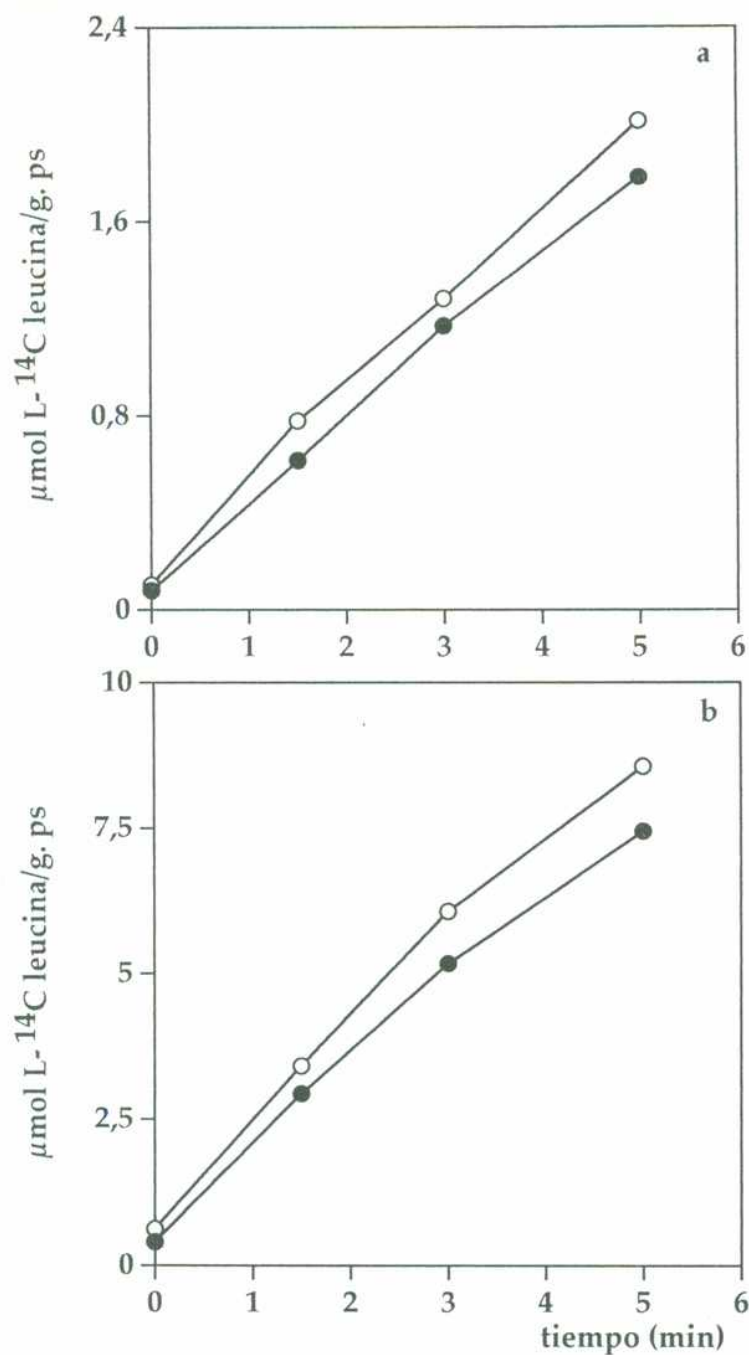 2,4
a
1,6
0,8
0
0 1 2 3 4 5 6
µmol L-¹⁴C leucina/g. ps
10
b
7,5
5
2,5
0
0 1 2 3 4 5 6
µmol L-¹⁴C leucina/g. ps
tiempo (min)